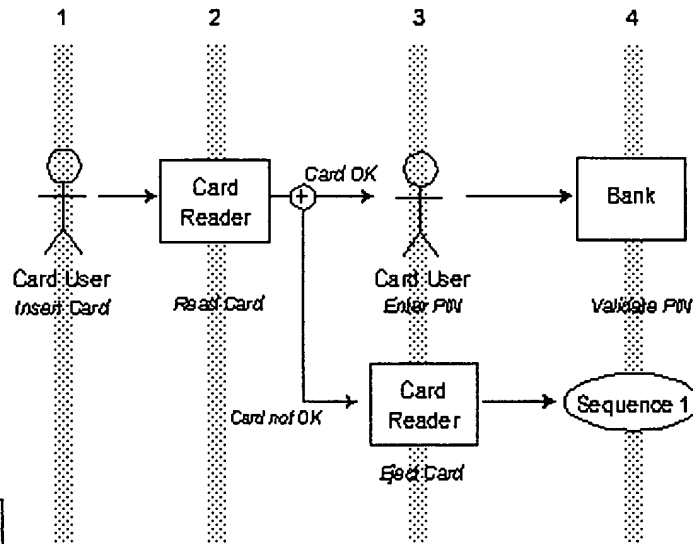 1 2 3 4
Card OK
Card
Reader
Bank
Card User
Insert Card
Read Card
Card User
Enter PIN
Validate PIN
Card not OK
Card
Reader
Sequence 1
Eject Card